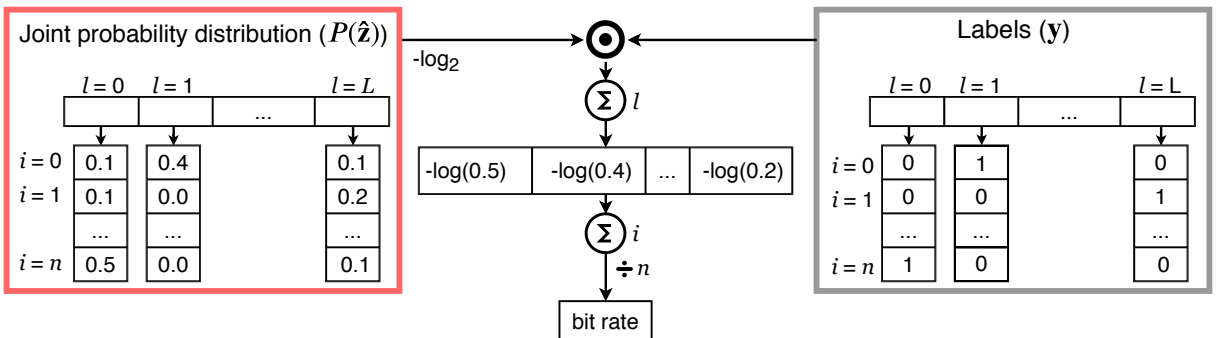 Joint probability distribution (P(ẑ))
l = 0 l = 1 l = L
...
i = 0 0.1 0.4 0.1
i = 1 0.1 0.0 0.2
... ... ...
i = n 0.5 0.0 0.1
-log2
Σ l
-log(0.5) -log(0.4) ... -log(0.2)
Σ i
÷ n
bit rate
Labels (y)
l = 0 l = 1 l = L
...
i = 0 0 1 0
i = 1 0 0 1
... ... ...
i = n 1 0 0